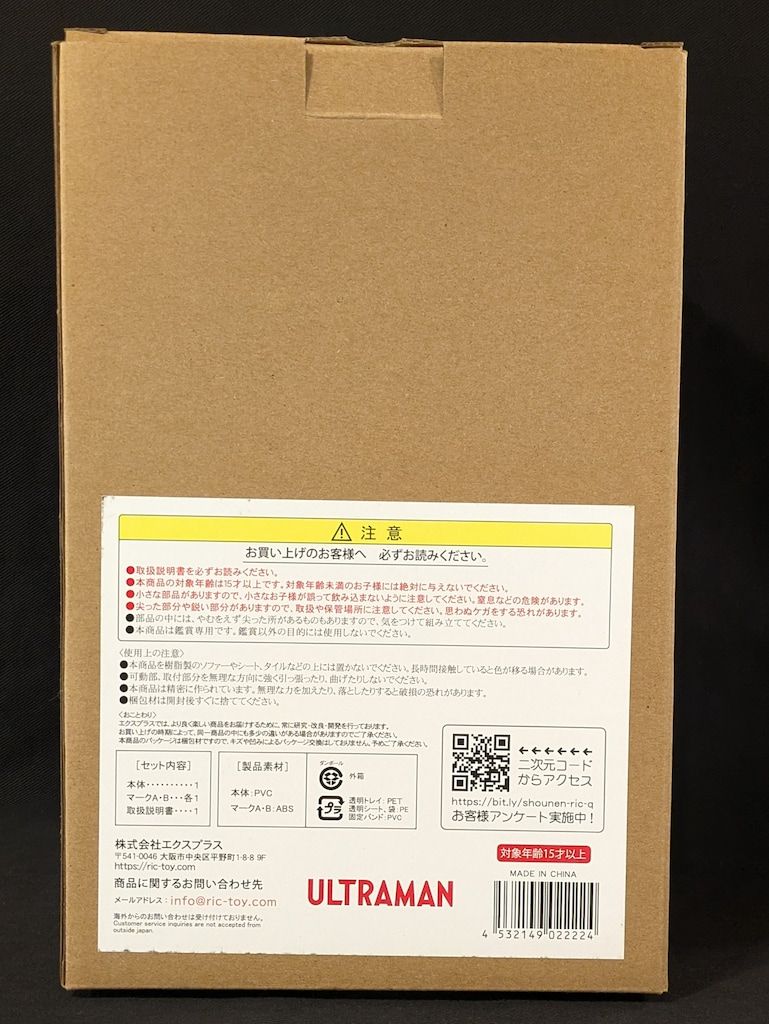 注意
お買い上げのお客様へ 必ずお読みください。
●取扱説明書を必ずお読みください。
●本商品の対象年齢は15才以上です。対象年齢未満のお子様には絶対に与えないでください。
●小さな部品がありますので、小さなお子様が誤って飲み込まないように注意してください。窒息などの危険があります。
●尖った部分や鋭い部分がありますので、取扱や保管場所に注意してください。思わぬケガをする恐れがあります。
●部品の中には、やむをえず尖った所があるものもありますので、気をつけて組み立ててください。
●本商品は鑑賞専用です。鑑賞以外の目的には使用しないでください。
〈使用上の注意〉
●本商品を樹脂製のソファーやシート、タイルなどの上には置かないでください。長時間接触していると色が移る場合があります。
●可動部、取付部分を無理な方向に強く引っ張ったり、曲げたりしないでください。
●本商品は精密に作られています。無理な力を加えたり、落としたりすると破損の恐れがあります。
●梱包材は開封後すぐに捨ててください。
〈おことわり〉
エクスプラスでは、より良く楽しい商品をお届けするために、常に研究・改良・開発を行っております。
お買い上げの時期によって、同一商品の中にも多少の違いがある場合がありますのでご了承ください。
本商品のパッケージは梱包材ですので、キズや凹みによるパッケージ交換はしておりません。予めご了承ください。
[セット内容]
本体・・・・・・・・・1
マークA・B・・・各1
取扱説明書・・・・1
[製品素材]
本体：PVC
マークA・B：ABS
ダンボール
外箱
プラ
透明トレイ：PET
透明シート、袋：PE
固定バンド：PVC
←←←←←←
二次元コード
からアクセス
https://bit.ly/shounen-ric-q
お客様アンケート実施中！
株式会社エクスプラス
〒541-0046 大阪市中央区平野町1-8-8 9F
https://ric-toy.com
商品に関するお問い合わせ先
メールアドレス：info@ric-toy.com
海外からのお問い合わせは受け付けておりません。
Customer service inquiries are not accepted from
outside japan.
ULTRAMAN
対象年齢15才以上
MADE IN CHINA
4 532149 022224